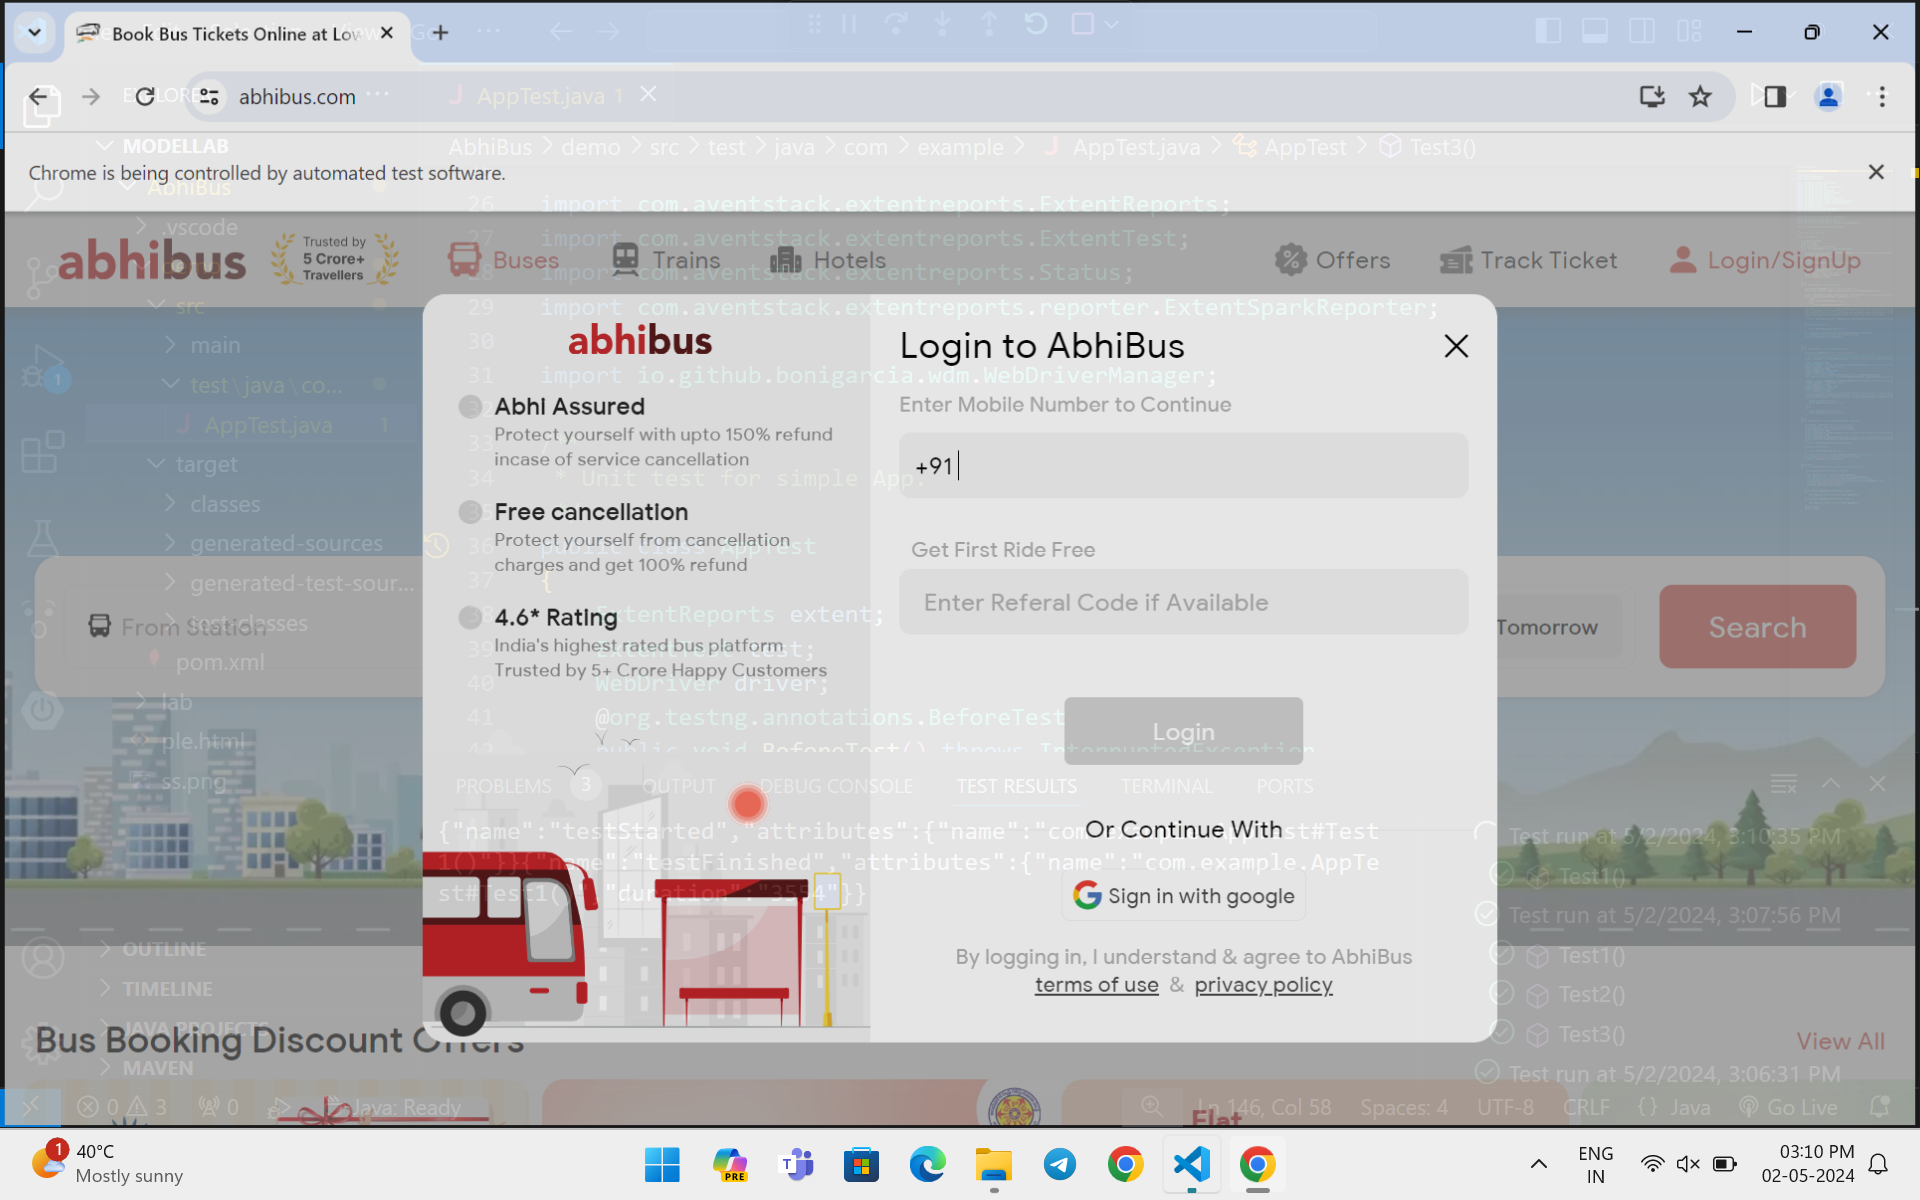 Book Bus Tickets Online at Low
abhibus.com
EXPLORE
AppTest.java 1
MODELLAB
AbhiBus > demo > src > test > java > com > example > AppTest.java > AppTest > Test3()
Chrome is being controlled by automated test software.
AbhiBus
26 import com.aventstack.extentreports.ExtentReports;
.vscode
27 import com.aventstack.extentreports.ExtentTest;
abhibus
Trusted by
5 Crore+
Travellers
Buses
Trains
Hotels
Offers
Track Ticket
Login/SignUp
28 import com.aventstack.extentreports.Status;
src
29 import com.aventstack.extentreports.reporter.ExtentSparkReporter;
abhibus
Login to AbhiBus
main
30
31 import io.github.bonigarcia.wdm.WebDriverManager;
1
test\java\co...
Abhi Assured
Enter Mobile Number to Continue
AppTest.java 1
Protect yourself with upto 150% refund
incase of service cancellation
33
+91
target
34 * Unit test for simple App.
classes
Free cancellation
Protect yourself from cancellation
charges and get 100% refund
generated-sources
36 public class AppTest
Get First Ride Free
37 {
generated-test-sour...
Enter Referal Code if Available
38 ExtentReports extent;
4.6* Rating
From Station
test-classes
Tomorrow
Search
India's highest rated bus platform
Trusted by 5+ Crore Happy Customers
39 ExtentTest test;
pom.xml
40 WebDriver driver;
lab
41 @org.testng.annotations.BeforeTest
Login
ple.html
42 public void BeforeTest() throws InterruptedException
ss.png
PROBLEMS 3 OUTPUT DEBUG CONSOLE TEST RESULTS TERMINAL PORTS
Or Continue With
{"name":"testStarted","attributes":{"name":"com.example.AppTest#Test
1()"}}{"name":"testFinished","attributes":{"name":"com.example.AppTe
st#Test1()","duration":"3554"}}
Test run at 5/2/2024, 3:10:35 PM
Test1()
Sign in with google
Test run at 5/2/2024, 3:07:56 PM
By logging in, I understand & agree to AbhiBus
terms of use & privacy policy
Test1()
OUTLINE
TIMELINE
Test2()
JAVA PROJECTS
Bus Booking Discount Offers
Test3()
View All
MAVEN
Test run at 5/2/2024, 3:06:31 PM
0 3 0 Java: Ready
Flat
Ln 146, Col 58 Spaces: 4 UTF-8 CRLF {} Java Go Live
1
40°C
Mostly sunny
PRE
ENG
IN
03:10 PM
02-05-2024